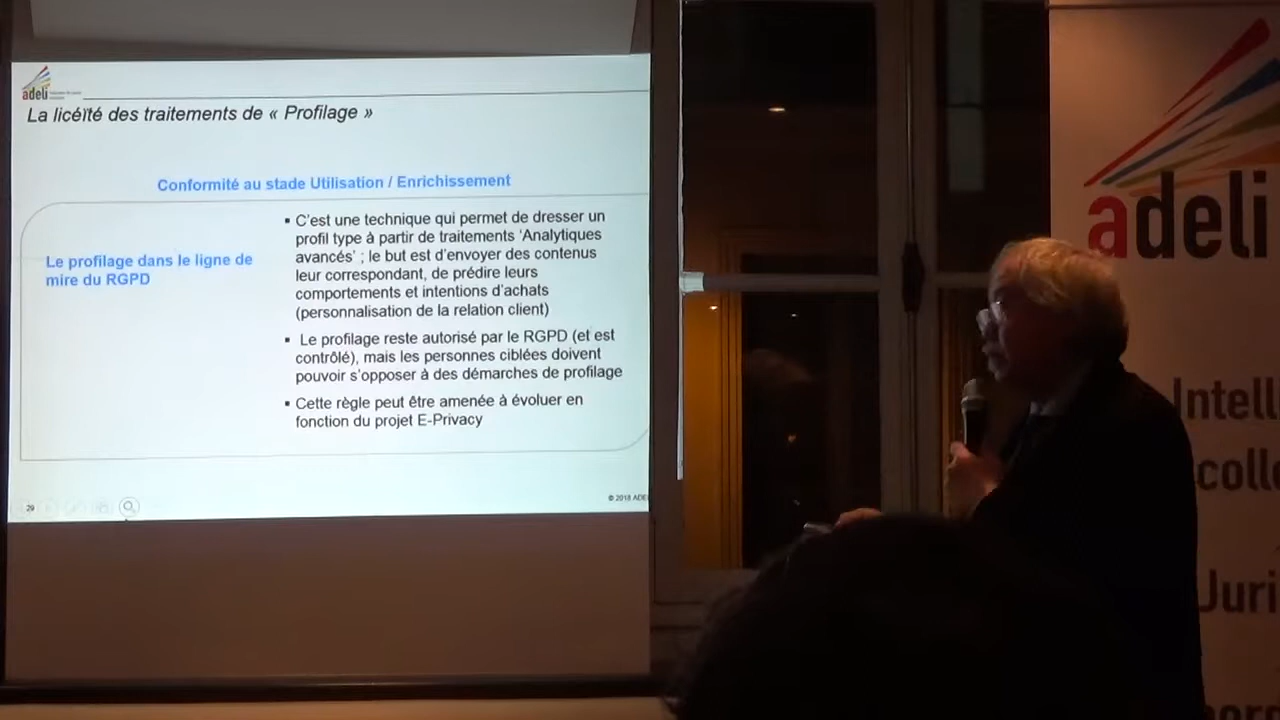 adeli
La licéïté des traitements de « Profilage »
Conformité au stade Utilisation / Enrichissement
Le profilage dans le ligne de
mire du RGPD
▪ C'est une technique qui permet de dresser un
profil type à partir de traitements 'Analytiques
avancés' ; le but est d'envoyer des contenus
leur correspondant, de prédire leurs
comportements et intentions d'achats
(personnalisation de la relation client)
▪ Le profilage reste autorisé par le RGPD (et est
contrôlé), mais les personnes ciblées doivent
pouvoir s'opposer à des démarches de profilage
▪ Cette règle peut être amenée à évoluer en
fonction du projet E-Privacy
29
© 2018 ADE
adeli
Intell
colle
Juri